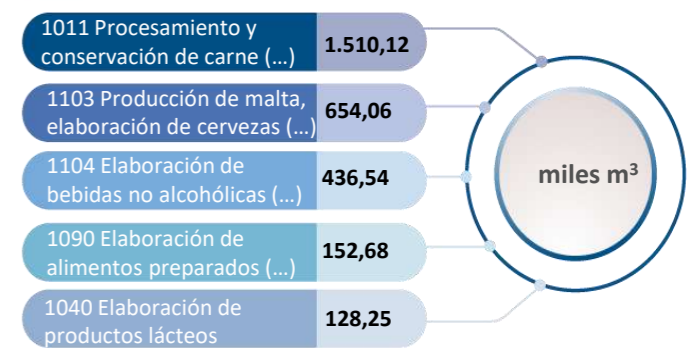 1011 Procesamiento y
conservación de carne (...)
1.510,12
1103 Producción de malta,
elaboración de cervezas (...)
654,06
1104 Elaboración de
bebidas no alcohólicas (...)
436,54
miles m³
1090 Elaboración de
alimentos preparados (...)
152,68
1040 Elaboración de
productos lácteos
128,25